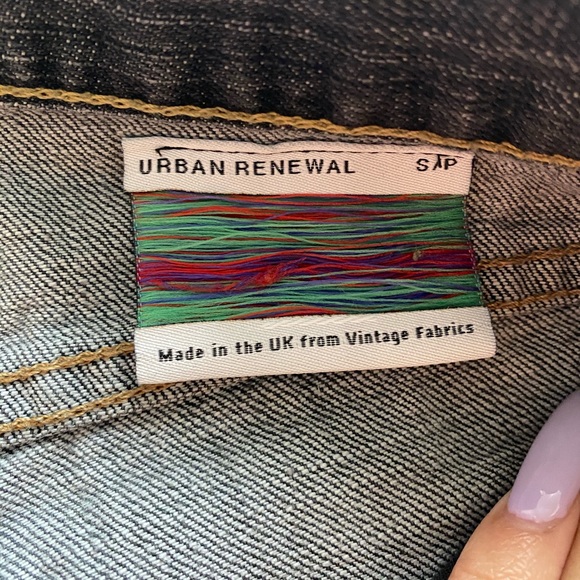 URBAN RENEWAL S/P
Made in the UK from Vintage Fabrics